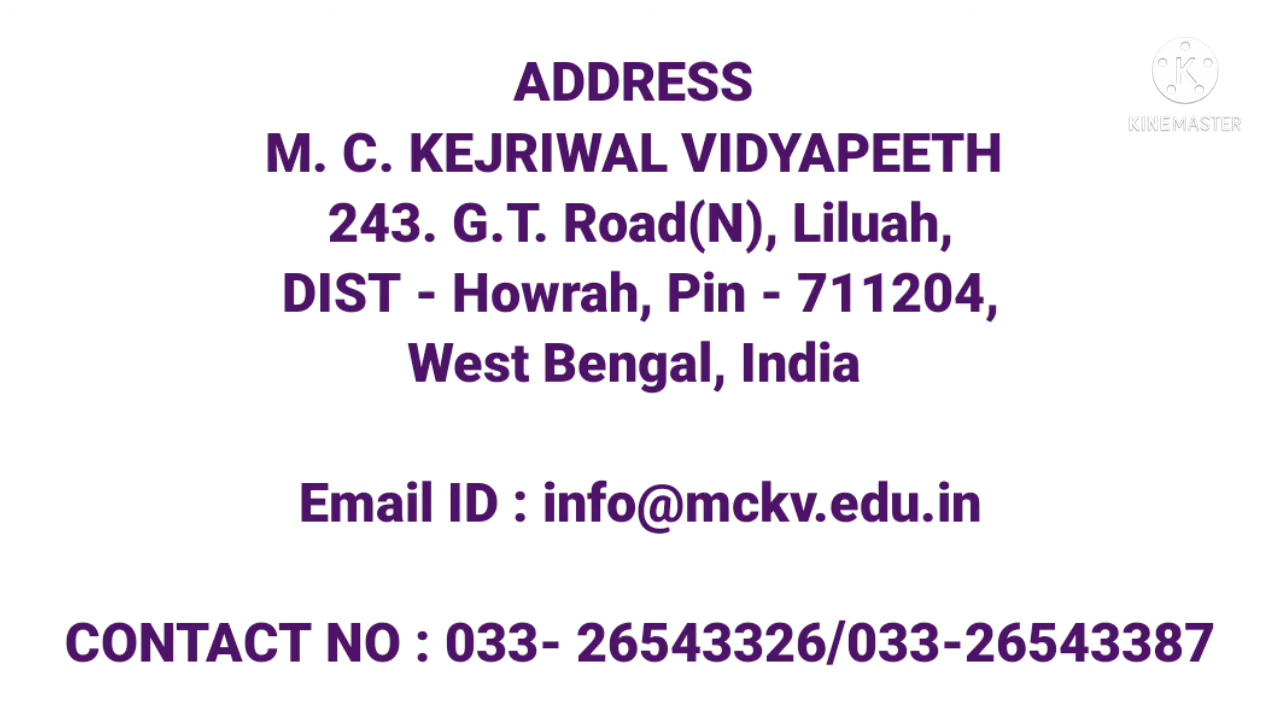 ADDRESS
M. C. KEJRIWAL VIDYAPEETH
243. G.T. Road(N), Liluah,
DIST - Howrah, Pin - 711204,
West Bengal, India
Email ID : info@mckv.edu.in
CONTACT NO : 033- 26543326/033-26543387
K
KINEMASTER